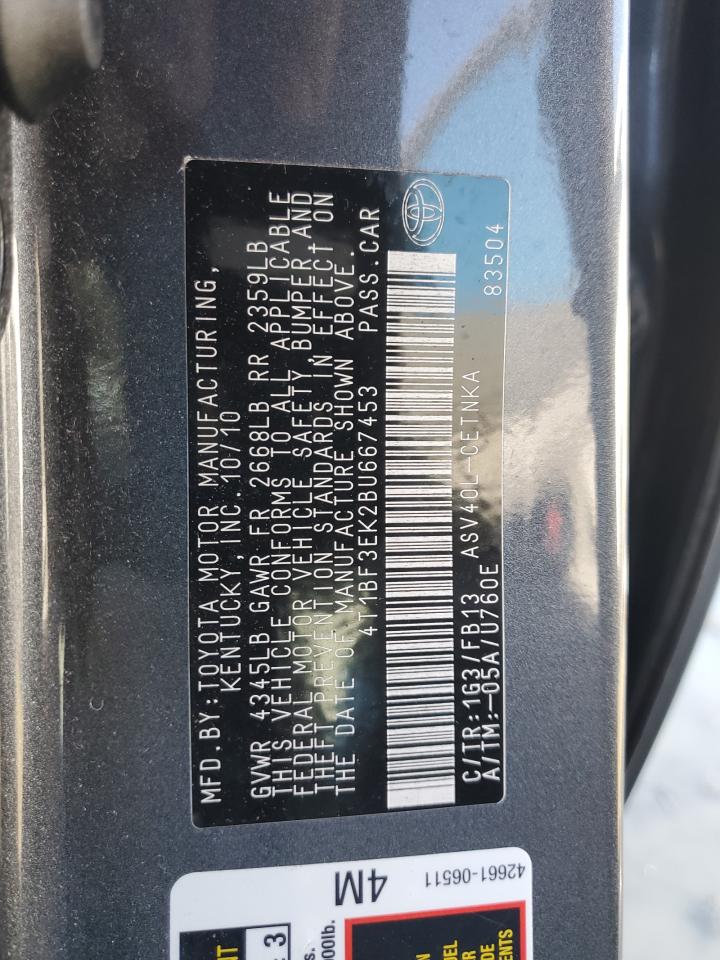 MFD.BY:TOYOTA MOTOR MANUFACTURING,
KENTUCKY,INC.10/10
GVWR 4345LB GAWR FR 2668LB RR 2359LB
THIS VEHICLE CONFORMS TO ALL APPLICABLE
FEDERAL MOTOR VEHICLE SAFETY, BUMPER AND
THEFT PREVENTION STANDARDS IN EFFECT ON
THE DATE OF MANUFACTURE SHOWN ABOVE.
4T1BF3EK2BU667453 PASS.CAR
C/TR:1G3/FB13 ASV40L-CETNKA
A/TM:-05A/U760E 83504
42661-06511
4M
3